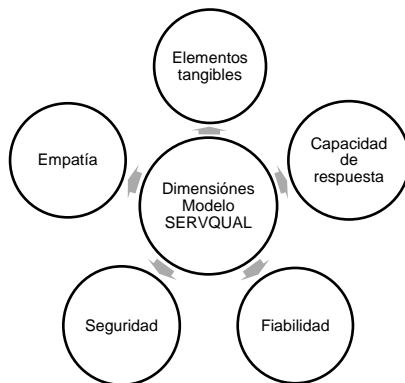 Elementos
tangibles
Empatía
Capacidad
de
respuesta
Dimensiónes
Modelo
SERVQUAL
Seguridad
Fiabilidad